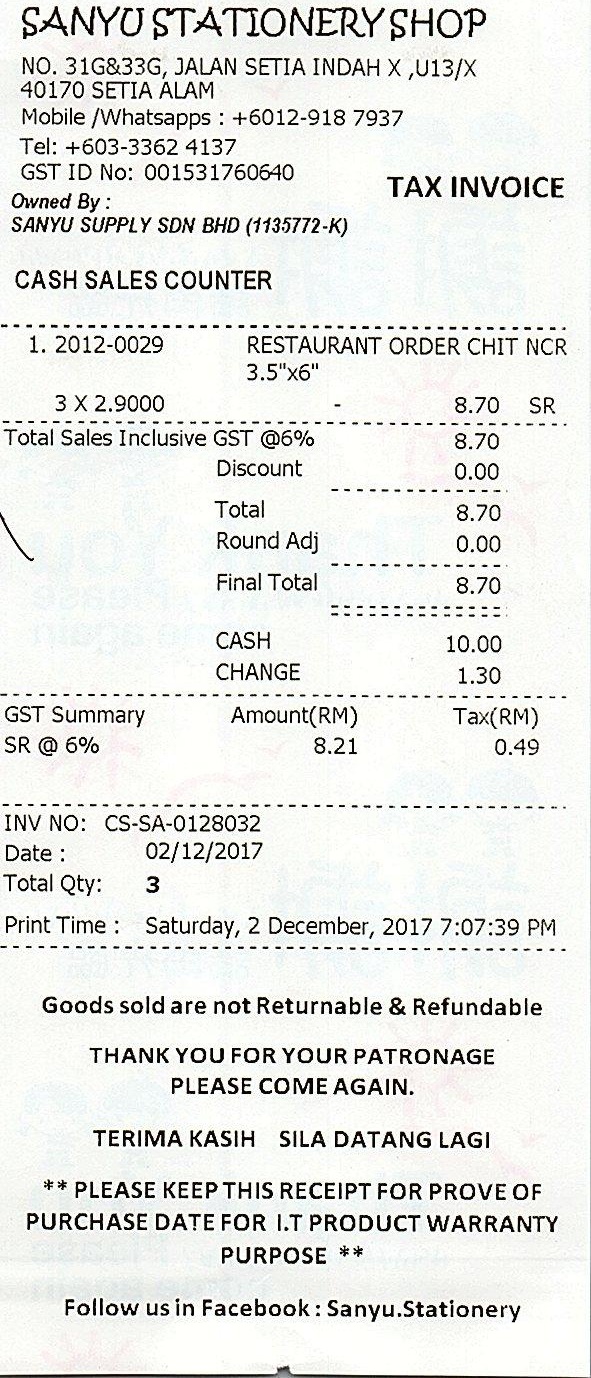 SANYU STATIONERY SHOP
NO. 31G&33G, JALAN SETIA INDAH X ,U13/X
40170 SETIA ALAM
Mobile /Whatsapps : +6012-918 7937
Tel: +603-3362 4137
GST ID No: 001531760640
TAX INVOICE
Owned By :
SANYU SUPPLY SDN BHD (1135772-K)
CASH SALES COUNTER
1. 2012-0029 RESTAURANT ORDER CHIT NCR
3.5"x6"
3 X 2.9000 - 8.70 SR
Total Sales Inclusive GST @6% 8.70
Discount 0.00
Total 8.70
Round Adj 0.00
Final Total 8.70
CASH 10.00
CHANGE 1.30
GST Summary Amount(RM) Tax(RM)
SR @ 6% 8.21 0.49
INV NO: CS-SA-0128032
Date : 02/12/2017
Total Qty: 3
Print Time : Saturday, 2 December, 2017 7:07:39 PM
Goods sold are not Returnable & Refundable
THANK YOU FOR YOUR PATRONAGE
PLEASE COME AGAIN.
TERIMA KASIH SILA DATANG LAGI
** PLEASE KEEP THIS RECEIPT FOR PROVE OF
PURCHASE DATE FOR I.T PRODUCT WARRANTY
PURPOSE **
Follow us in Facebook : Sanyu.Stationery